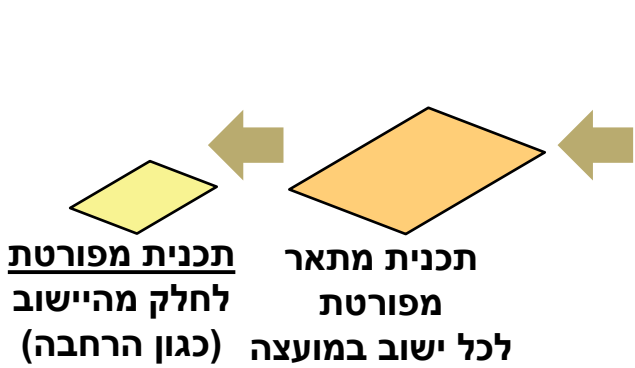 תכנית מתאר
מפורטת
לכל ישוב במועצה
תכנית מפורטת
לחלק מהיישוב
(כגון הרחבה)